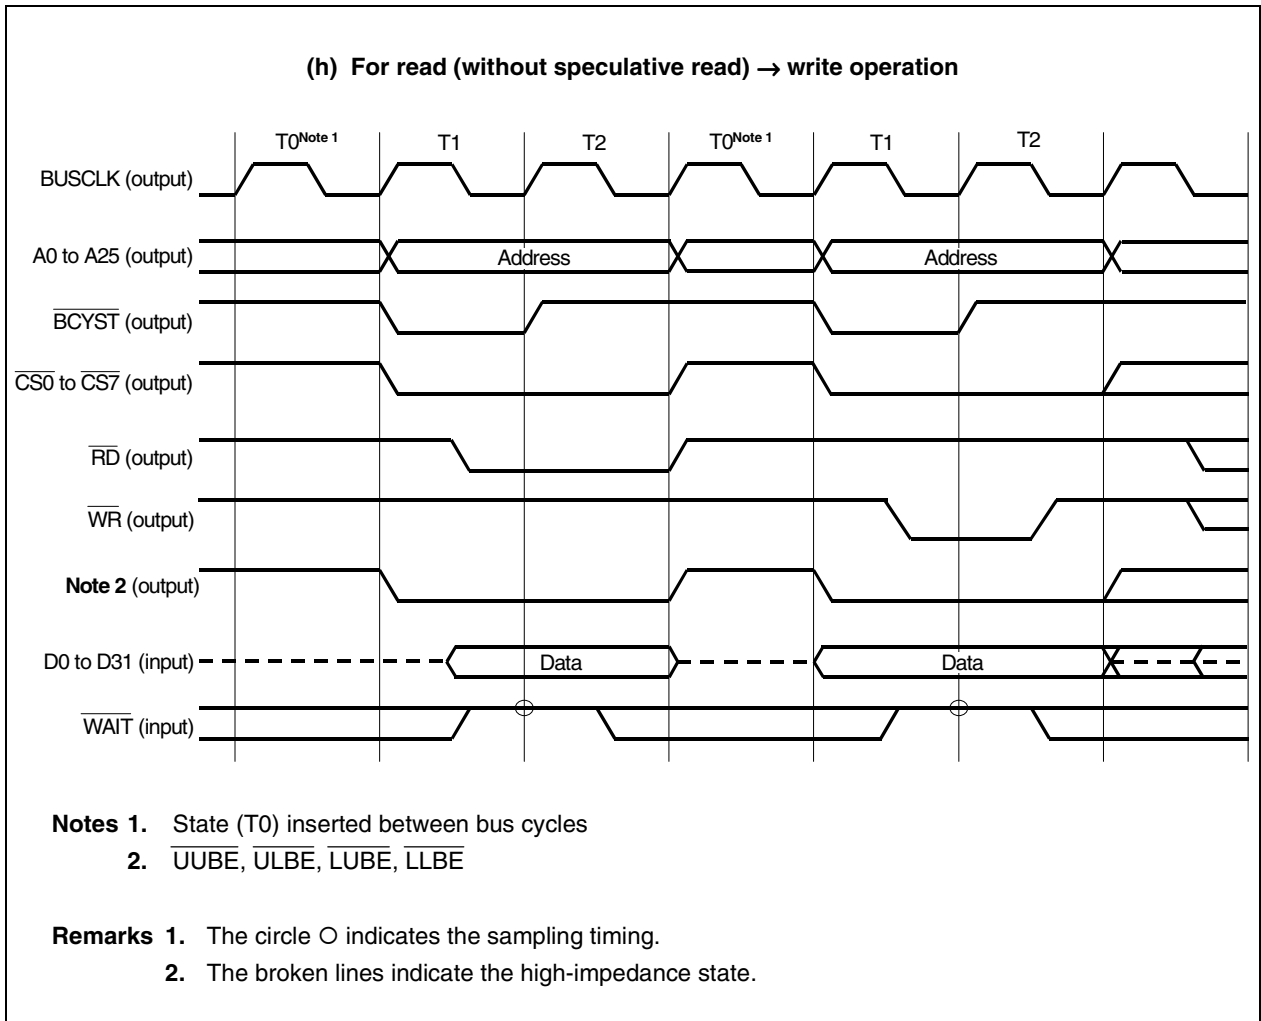 (h) For read (without speculative read) → write operation
T0Note 1 T1 T2 T0Note 1 T1 T2
BUSCLK (output)
A0 to A25 (output) Address Address
BCYST (output)
CS0 to CS7 (output)
RD (output)
WR (output)
Note 2 (output)
D0 to D31 (input) Data Data
WAIT (input)
Notes 1. State (T0) inserted between bus cycles
2. UUBE, ULBE, LUBE, LLBE
Remarks 1. The circle ○ indicates the sampling timing.
2. The broken lines indicate the high-impedance state.